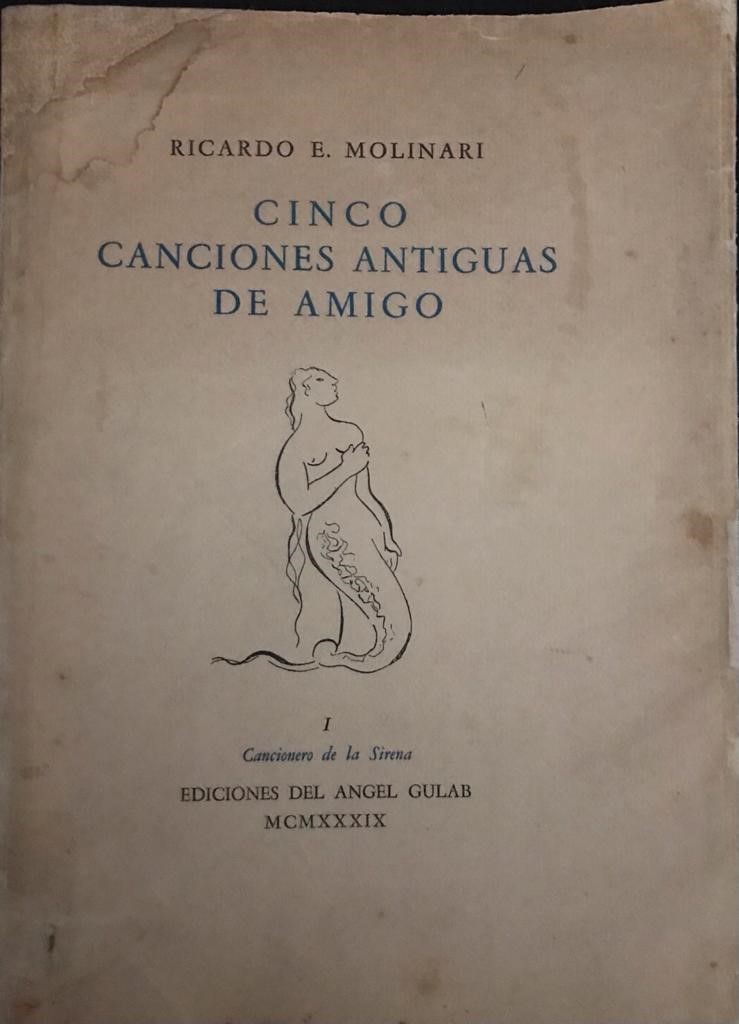 RICARDO E. MOLINARI
CINCO
CANCIONES ANTIGUAS
DE AMIGO
I
Cancionero de la Sirena
EDICIONES DEL ANGEL GULAB
MCMXXXIX